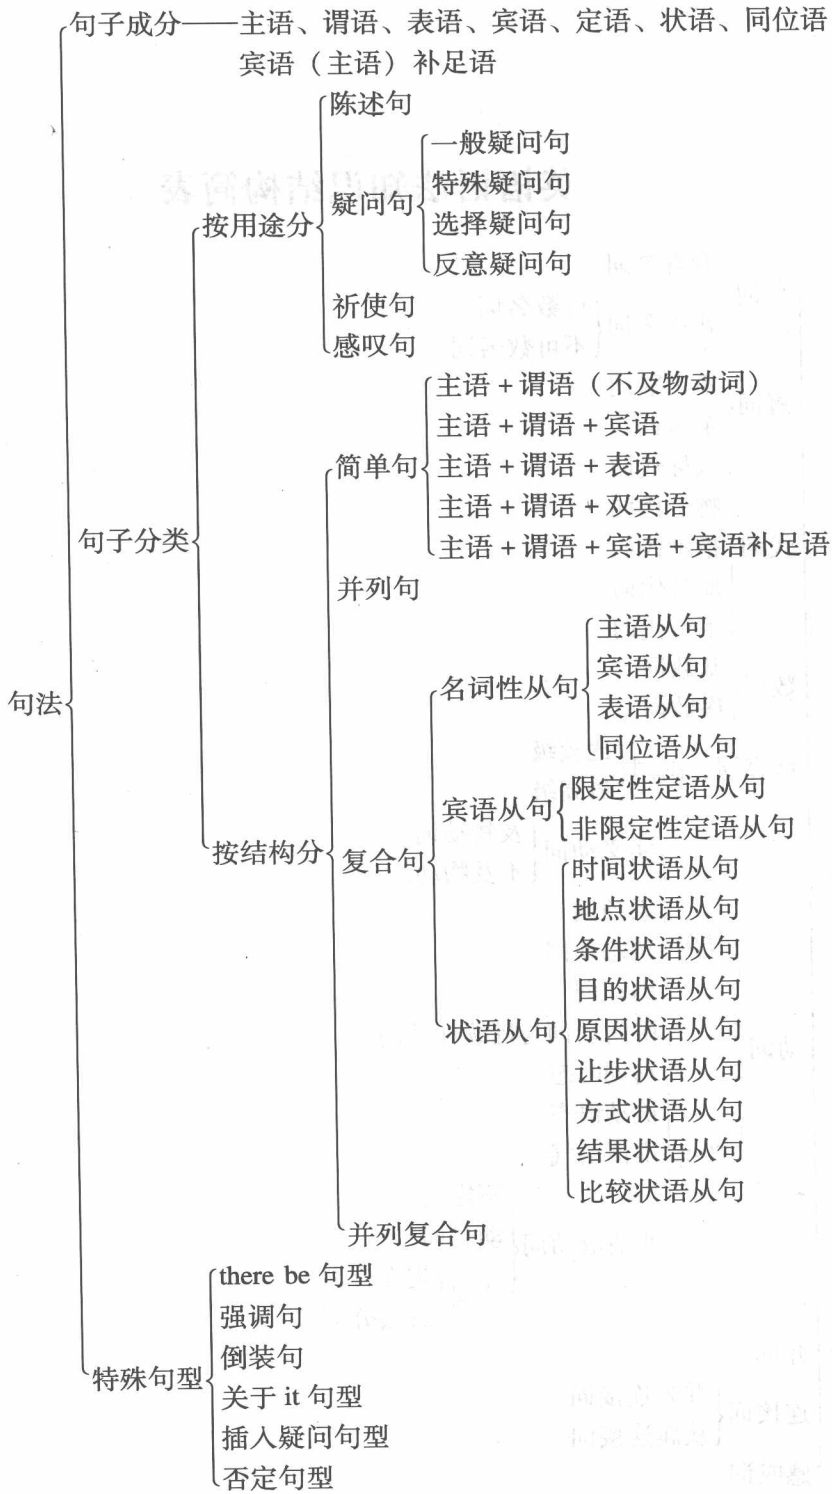 句子成分——主语、谓语、表语、宾语、定语、状语、同位语
宾语（主语）补足语
陈述句
一般疑问句
特殊疑问句
疑问句
选择疑问句
按用途分
反意疑问句
祈使句
感叹句
主语+谓语（不及物动词）
主语+谓语+宾语
简单句
主语+谓语+表语
主语+谓语+双宾语
句子分类
主语+谓语+宾语+宾语补足语
并列句
主语从句
宾语从句
名词性从句
句法
表语从句
同位语从句
限定性定语从句
宾语从句
非限定性定语从句
按结构分
复合句
时间状语从句
地点状语从句
条件状语从句
目的状语从句
状语从句
原因状语从句
让步状语从句
方式状语从句
结果状语从句
比较状语从句
并列复合句
there be 句型
强调句
倒装句
特殊句型
关于 it 句型
插入疑问句型
否定句型